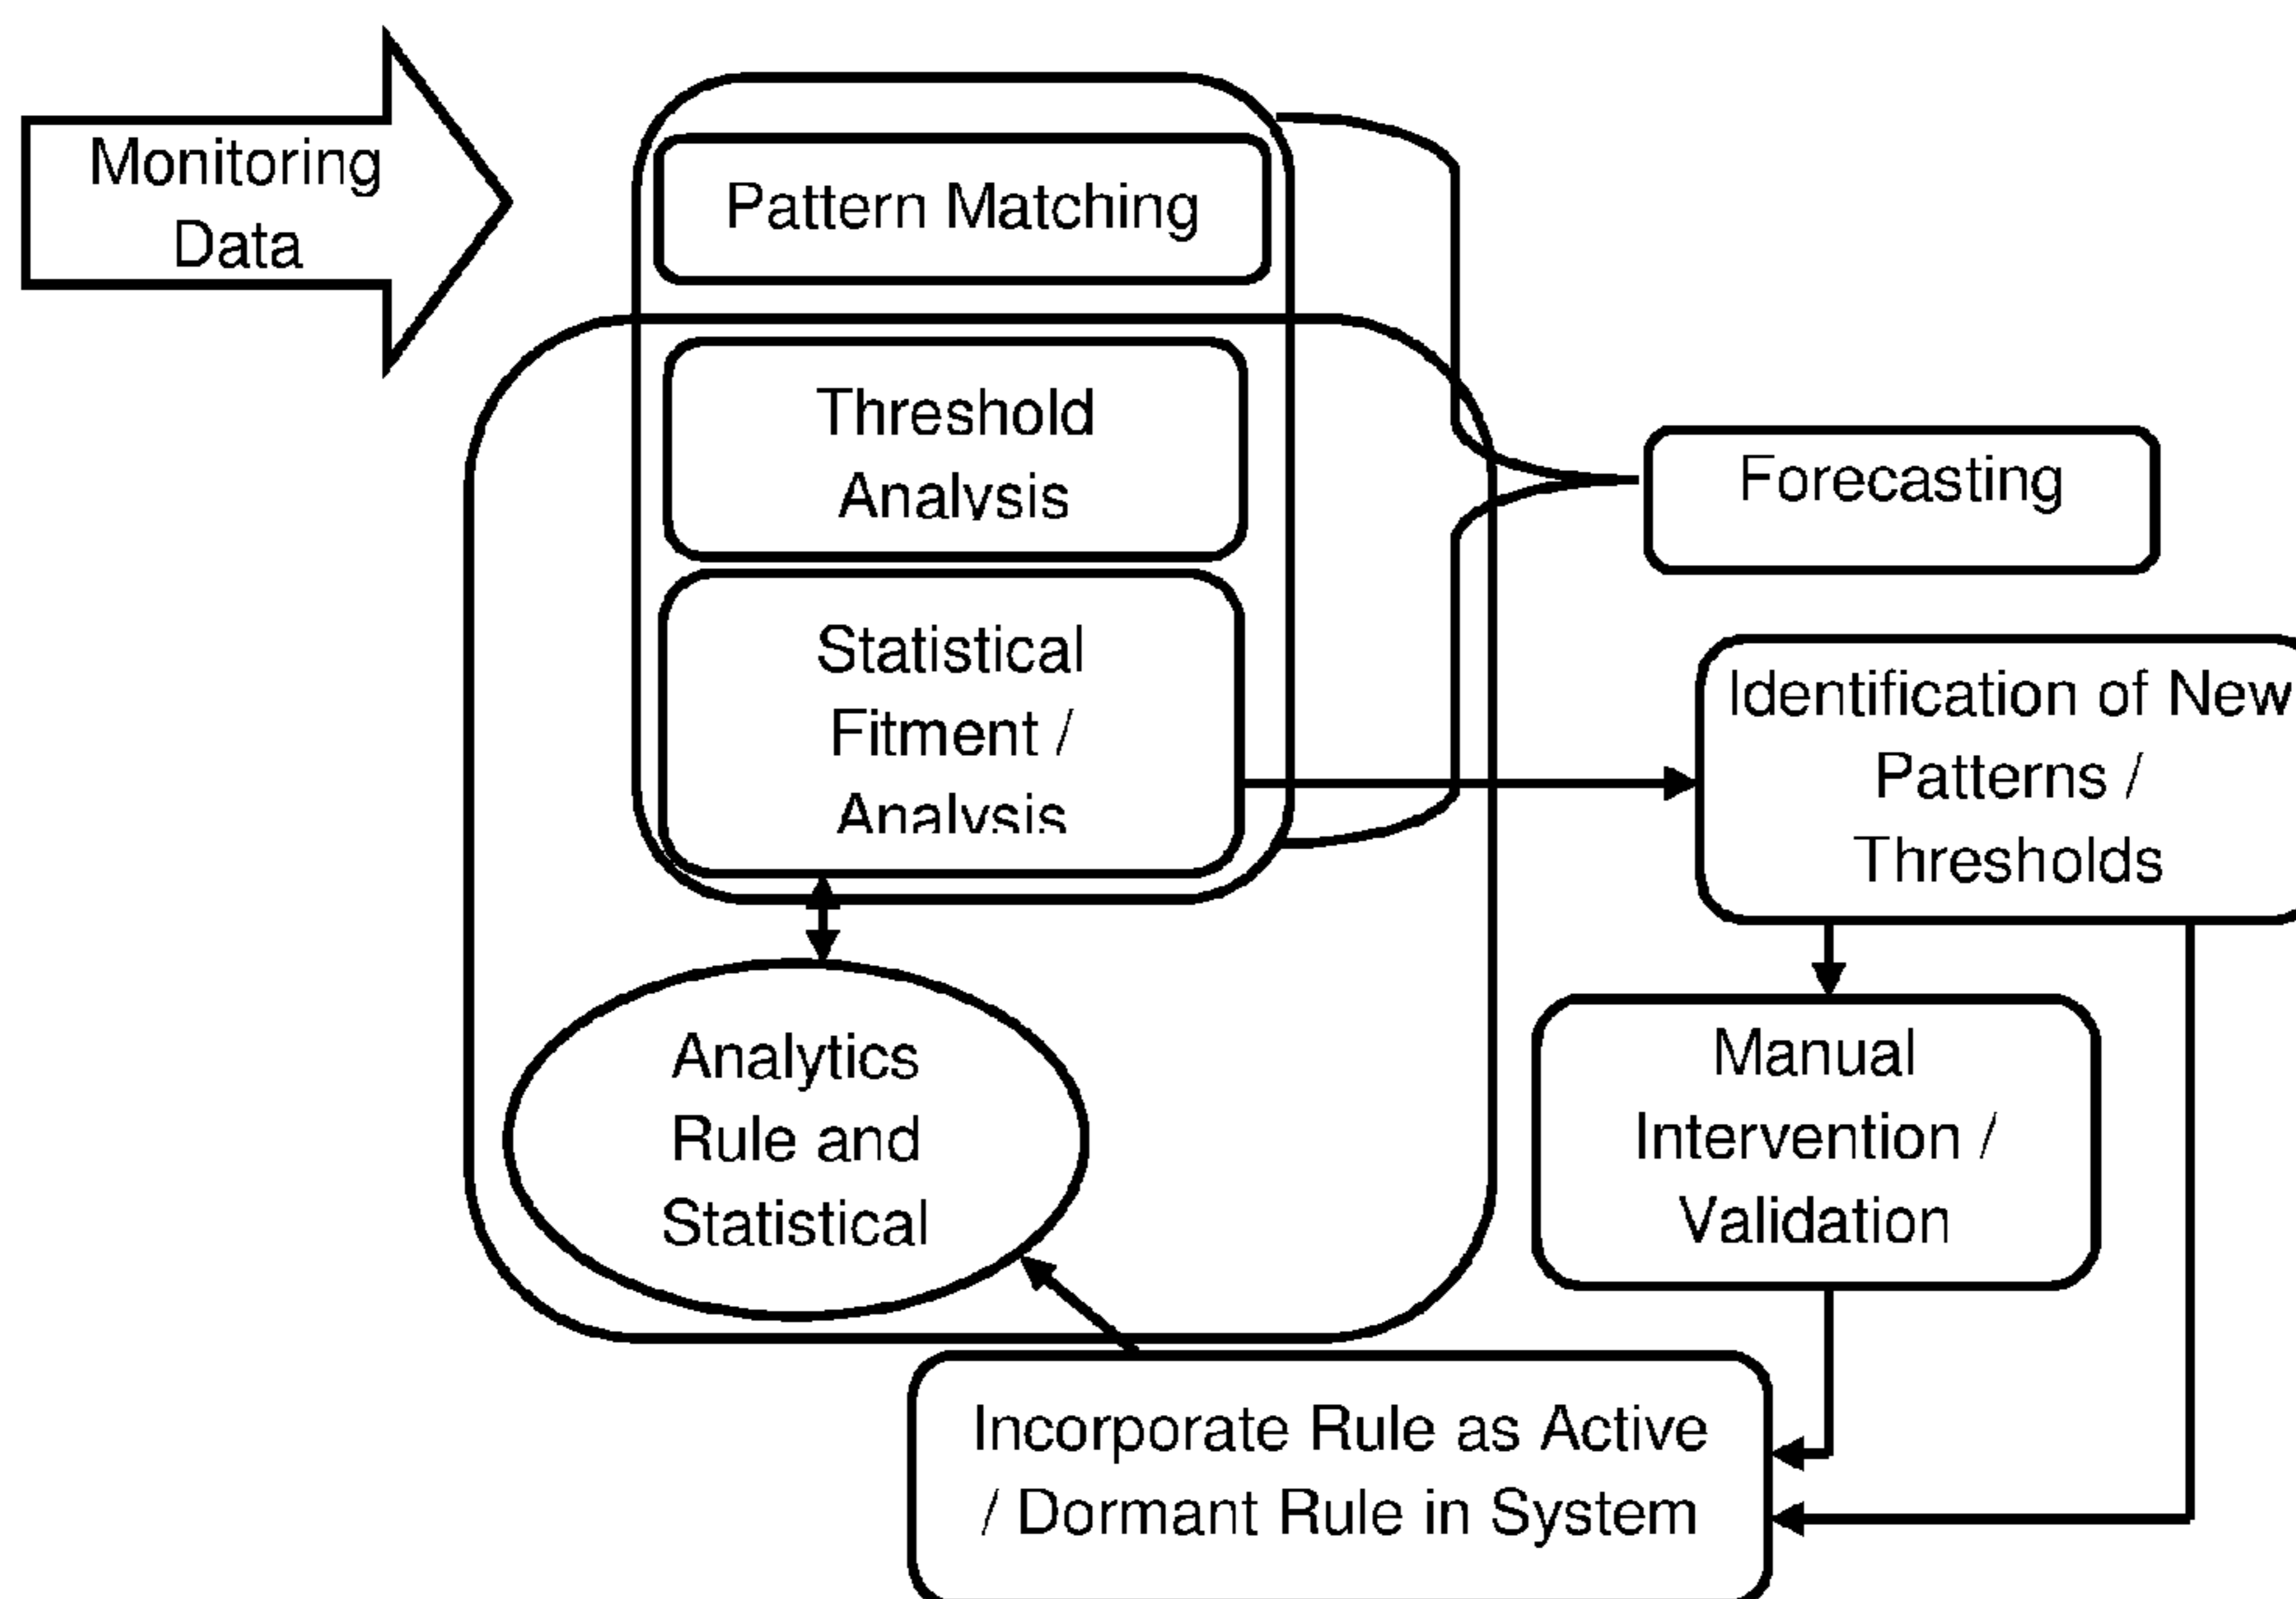 Monitoring
Data
Pattern Matching
Threshold
Analysis
Statistical
Fitment /
Analysis
Forecasting
Identification of New
Patterns /
Thresholds
Manual
Intervention /
Validation
Analytics
Rule and
Statistical
Incorporate Rule as Active
/ Dormant Rule in System